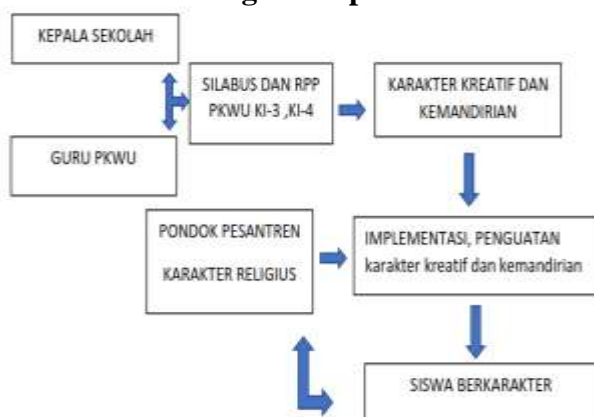 KEPALA SEKOLAH
GURU PKWU
SILABUS DAN RPP
PKWU KI-3 ,KI-4
KARAKTER KREATIF DAN
KEMANDIRIAN
PONDOK PESANTREN
KARAKTER RELIGIUS
IMPLEMENTASI, PENGUATAN
karakter kreatif dan kemandirian
SISWA BERKARAKTER